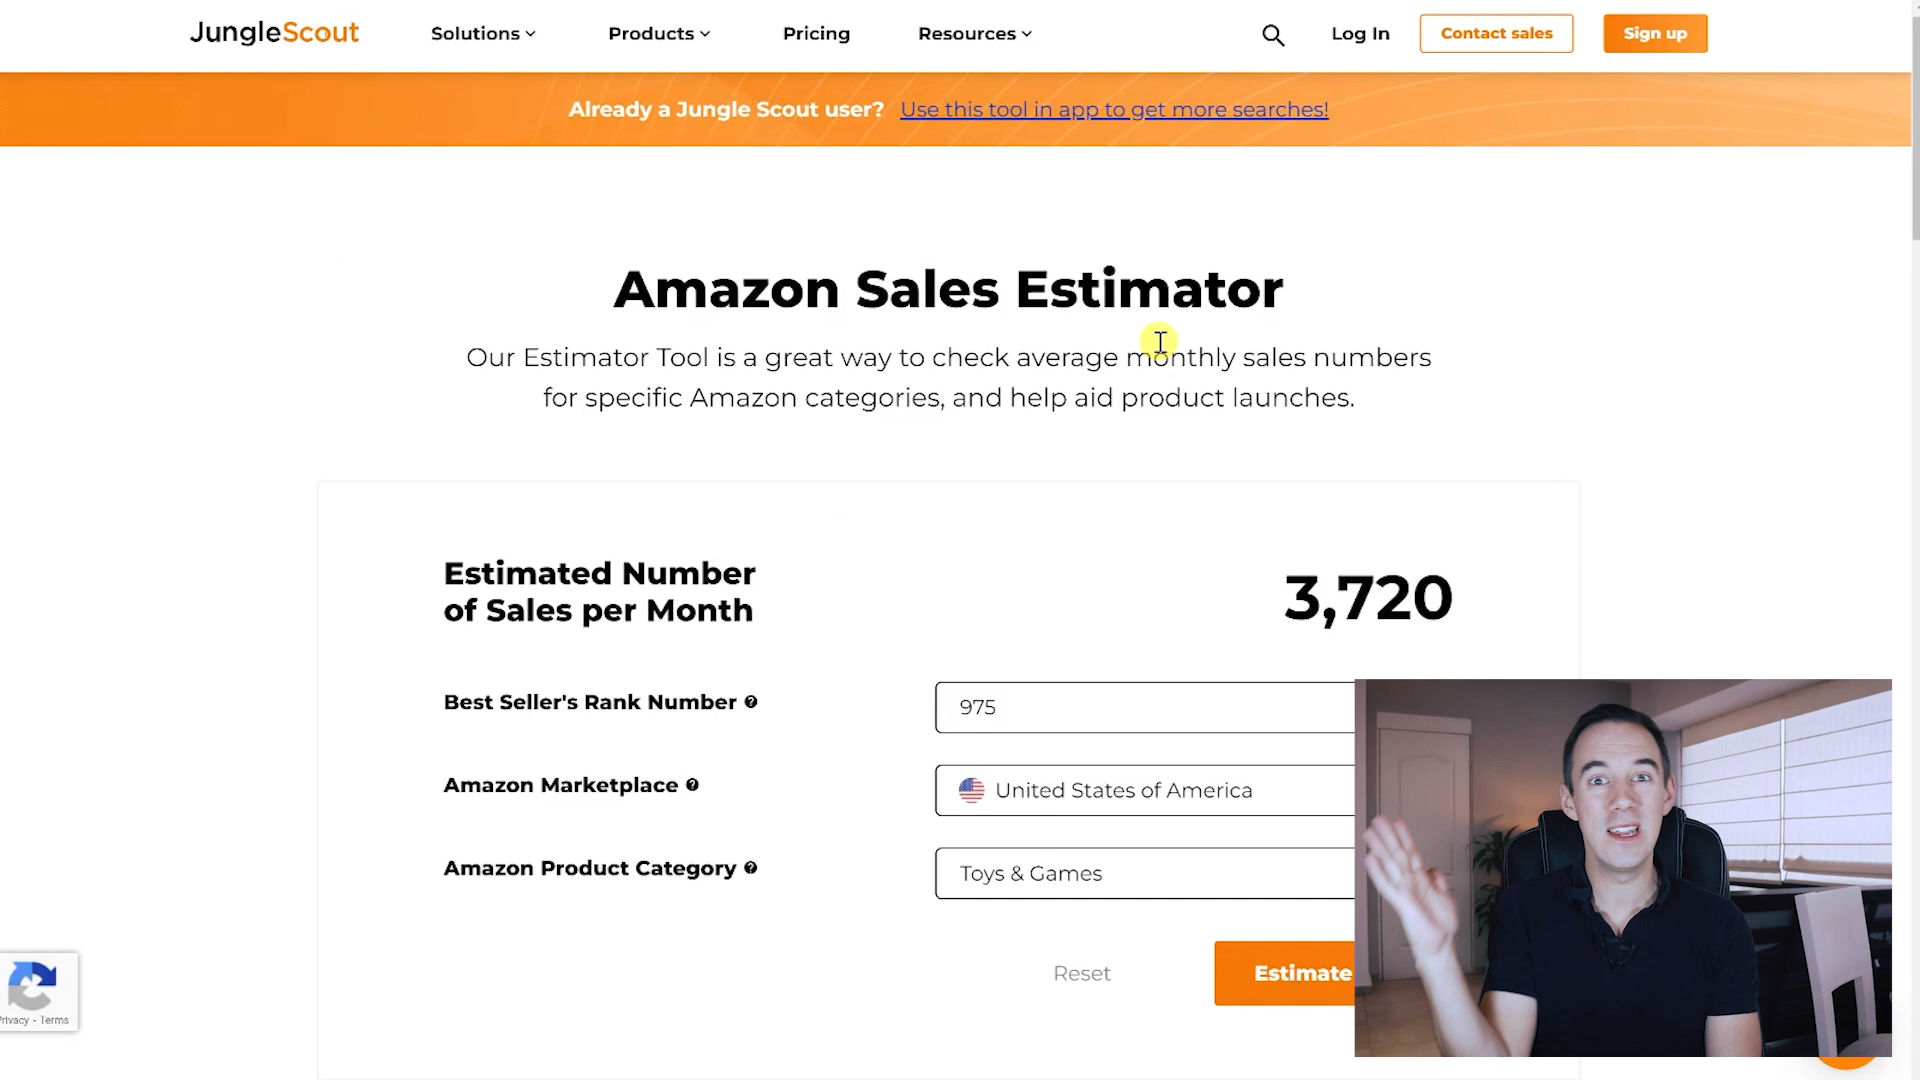 JungleScout
Solutions
Products
Pricing
Resources
Log In
Contact sales
Sign up
Already a Jungle Scout user? Use this tool in app to get more searches!
Amazon Sales Estimator
Our Estimator Tool is a great way to check average monthly sales numbers
for specific Amazon categories, and help aid product launches.
Estimated Number
of Sales per Month
3,720
Best Seller's Rank Number
975
Amazon Marketplace
United States of America
Amazon Product Category
Toys & Games
Reset
Estimate
Privacy - Terms